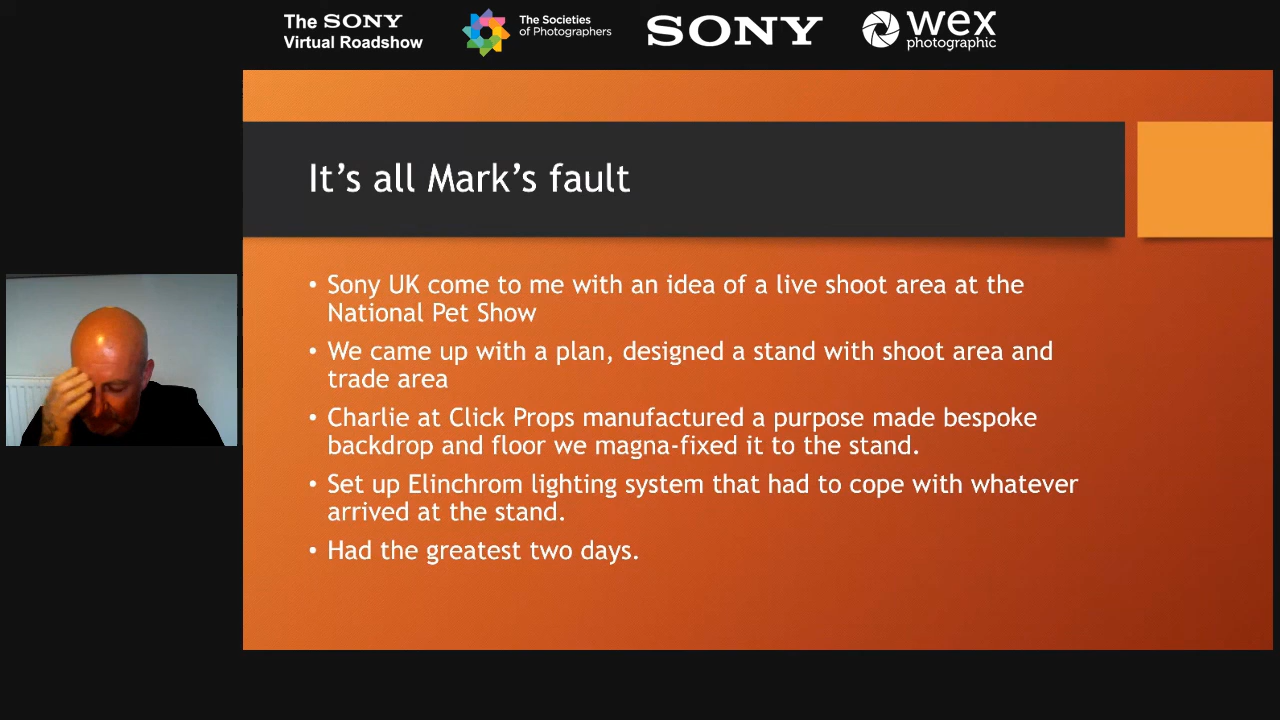 The SONY
Virtual Roadshow
The Societies
of Photographers
SONY
wex
photographic
It’s all Mark’s fault
• Sony UK come to me with an idea of a live shoot area at the
National Pet Show
• We came up with a plan, designed a stand with shoot area and
trade area
• Charlie at Click Props manufactured a purpose made bespoke
backdrop and floor we magna-fixed it to the stand.
• Set up Elinchrom lighting system that had to cope with whatever
arrived at the stand.
• Had the greatest two days.